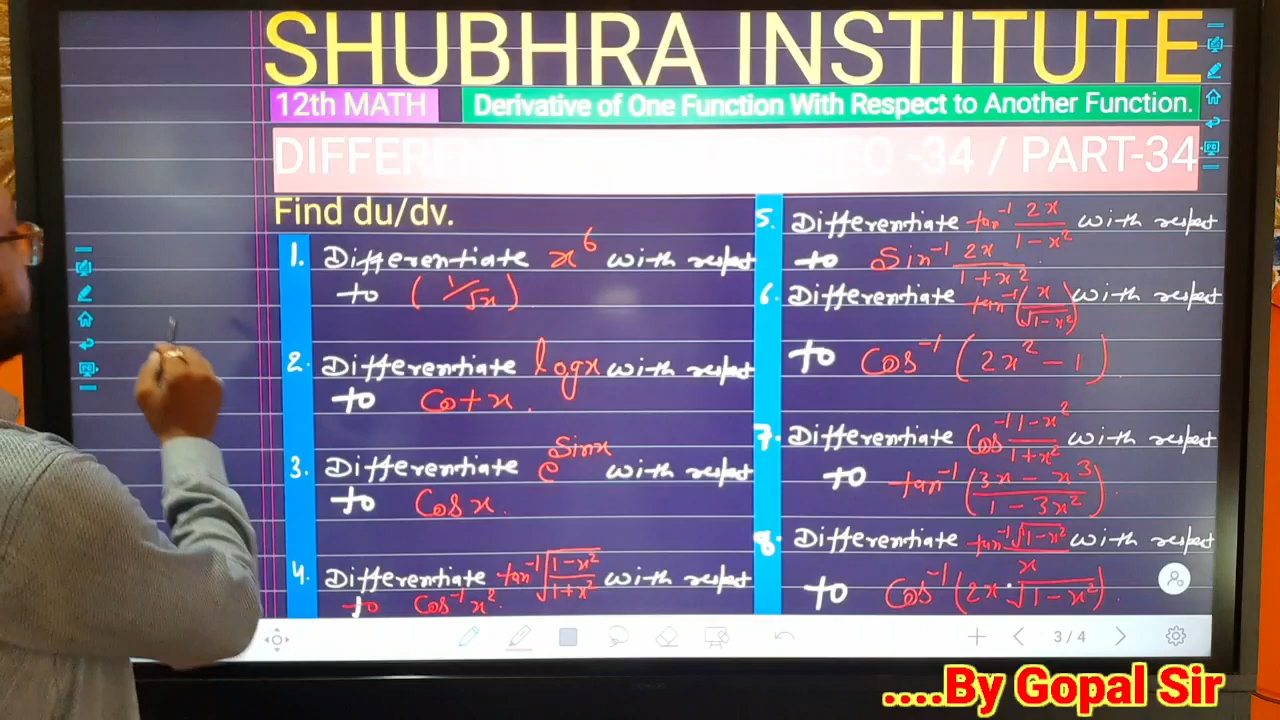 SHUBHRA INSTITUTE
12th MATH
Derivative of One Function With Respect to Another Function.
-34 / PART-34
Find du/dv.
1. Differentiate x⁶ with respect
to (1/√x)
2. Differentiate logx with respect
to Cotx.
3. Differentiate e^Sinx with respect
to Cosx.
4. Differentiate tan⁻¹√((1-x²)/(1+x²)) with respect
to Cos⁻¹x².
5. Differentiate tan⁻¹ 2x/(1-x²) with respect
to Sin⁻¹ 2x/(1+x²)
6. Differentiate tan⁻¹(x/√(1-x²)) with respect
to Cos⁻¹(2x²-1)
7. Differentiate Cos⁻¹ (1-x²)/(1+x²) with respect
to tan⁻¹((3x-x³)/(1-3x²)).
8. Differentiate tan⁻¹ √(1-x²)/x with respect
to Cos⁻¹(2x.√(1-x²)).
3 / 4
....By Gopal Sir